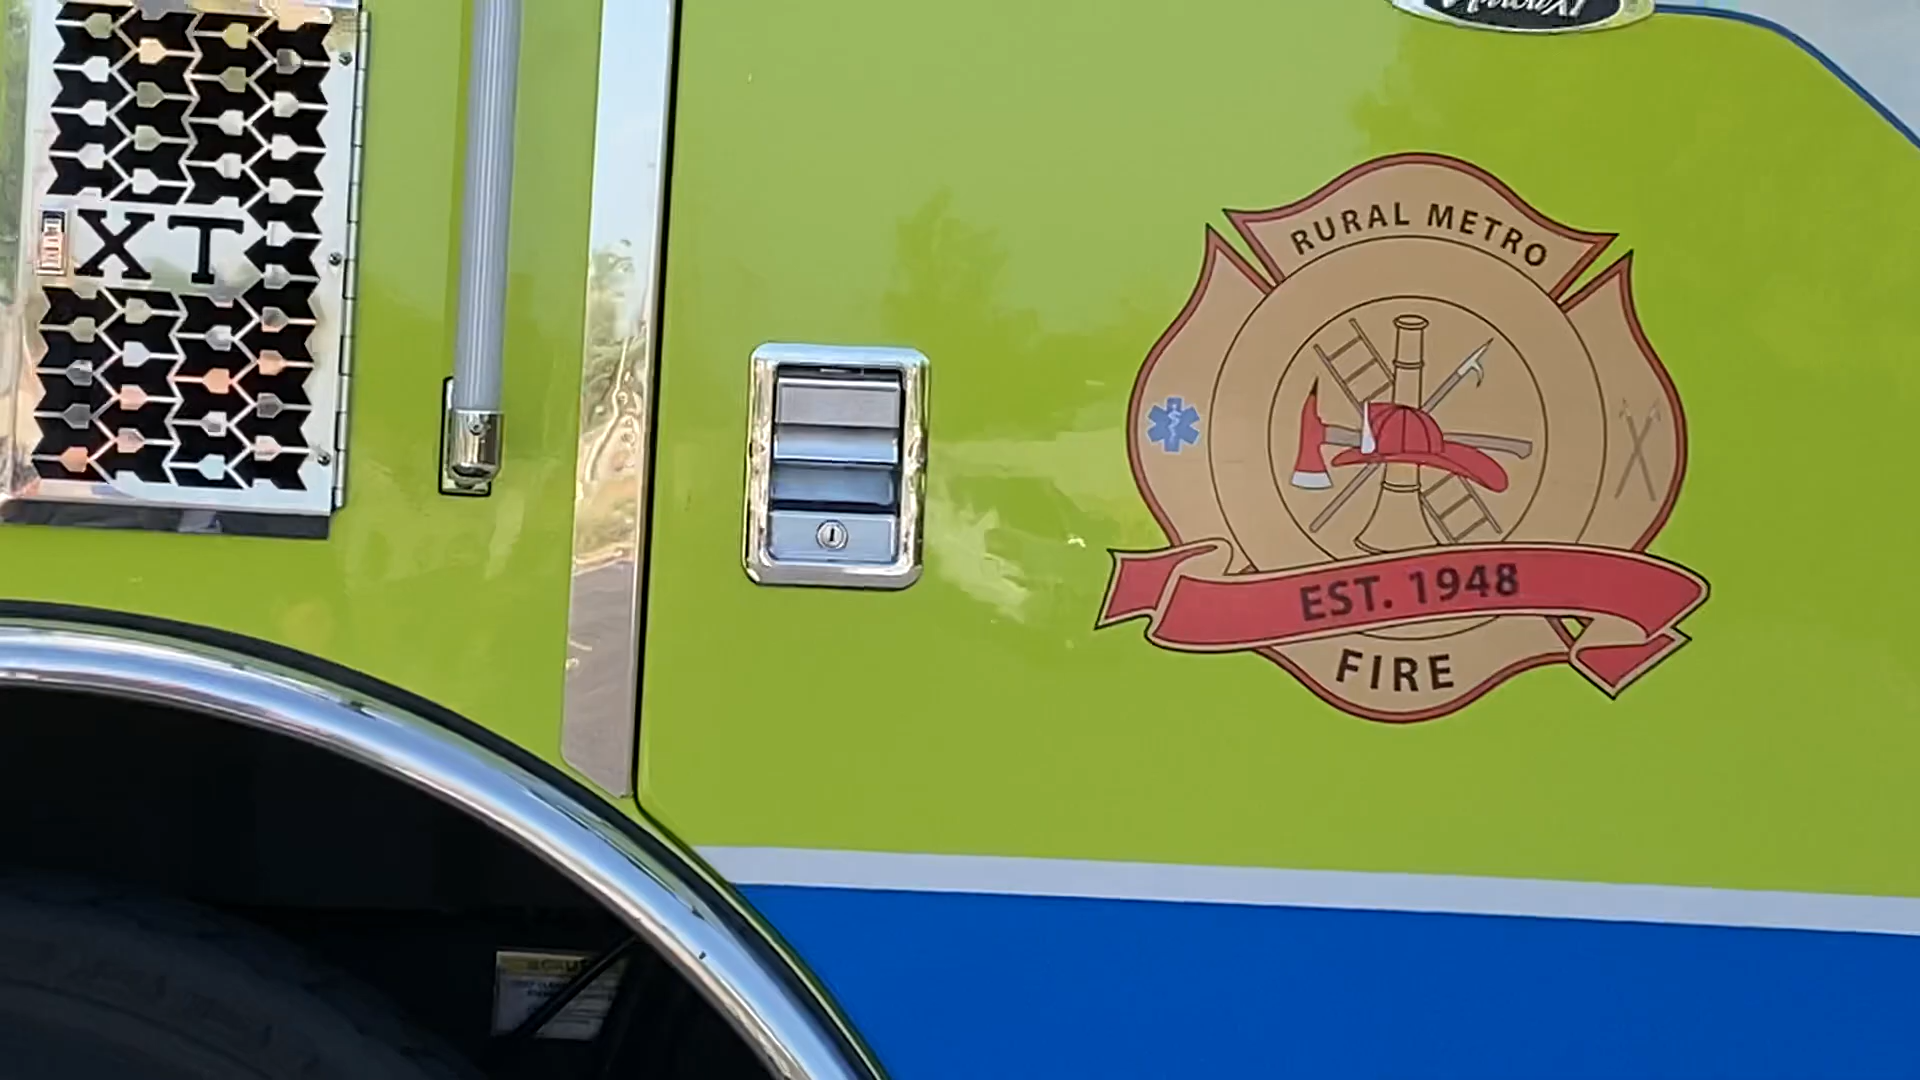 XT
RURAL METRO
EST. 1948
FIRE